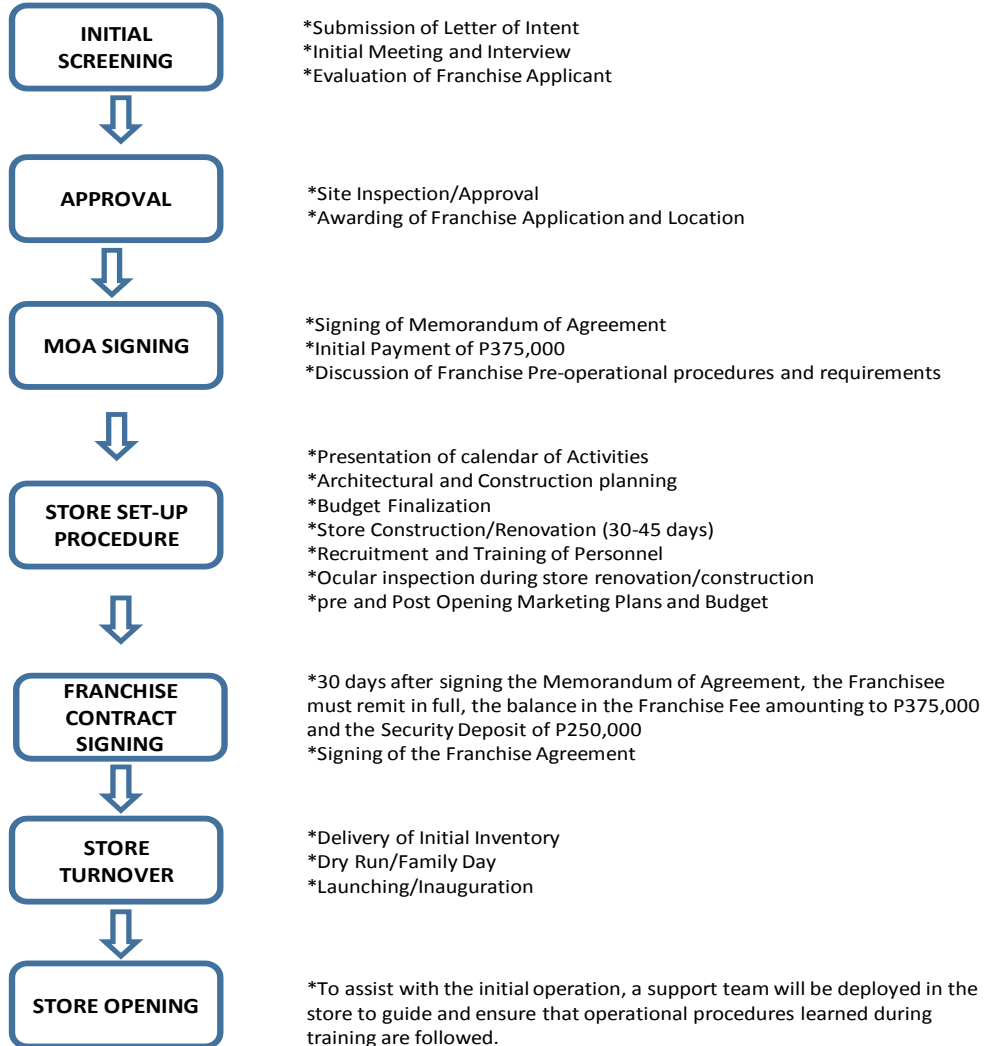 INITIAL
SCREENING
*Submission of Letter of Intent
*Initial Meeting and Interview
*Evaluation of Franchise Applicant
APPROVAL
*Site Inspection/Approval
*Awarding of Franchise Application and Location
MOA SIGNING
*Signing of Memorandum of Agreement
*Initial Payment of P375,000
*Discussion of Franchise Pre-operational procedures and requirements
STORE SET-UP
PROCEDURE
*Presentation of calendar of Activities
*Architectural and Construction planning
*Budget Finalization
*Store Construction/Renovation (30-45 days)
*Recruitment and Training of Personnel
*Ocular inspection during store renovation/construction
*pre and Post Opening Marketing Plans and Budget
FRANCHISE
CONTRACT
SIGNING
*30 days after signing the Memorandum of Agreement, the Franchisee
must remit in full, the balance in the Franchise Fee amounting to P375,000
and the Security Deposit of P250,000
*Signing of the Franchise Agreement
STORE
TURNOVER
*Delivery of Initial Inventory
*Dry Run/Family Day
*Launching/Inauguration
STORE OPENING
*To assist with the initial operation, a support team will be deployed in the
store to guide and ensure that operational procedures learned during
training are followed.